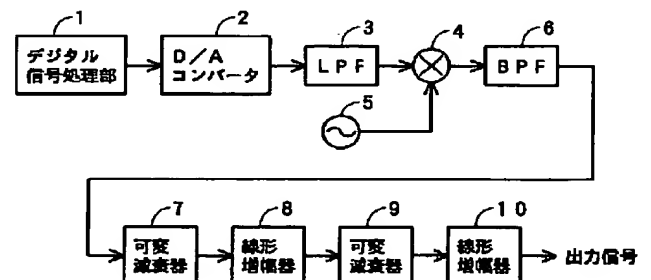 1
デジタル
信号処理部
2
D/A
コンバータ
3
LPF
4
5
6
BPF
7
可変
減衰器
8
線形
増幅器
9
可変
減衰器
10
線形
増幅器
出力信号